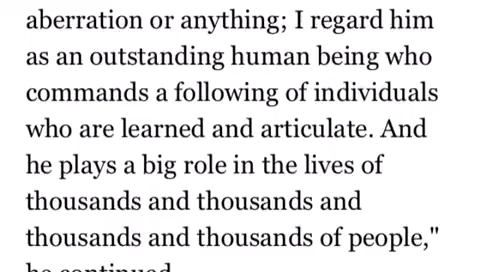 aberration or anything; I regard him
as an outstanding human being who
commands a following of individuals
who are learned and articulate. And
he plays a big role in the lives of
thousands and thousands and
thousands and thousands of people,"
he continued